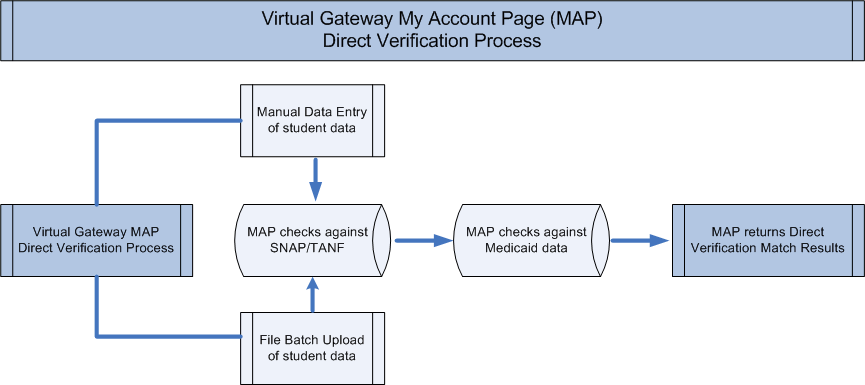 Virtual Gateway My Account Page (MAP)
Direct Verification Process
Manual Data Entry
of student data
Virtual Gateway MAP
Direct Verification Process
MAP checks against
SNAP/TANF
MAP checks against
Medicaid data
MAP returns Direct
Verification Match Results
File Batch Upload
of student data